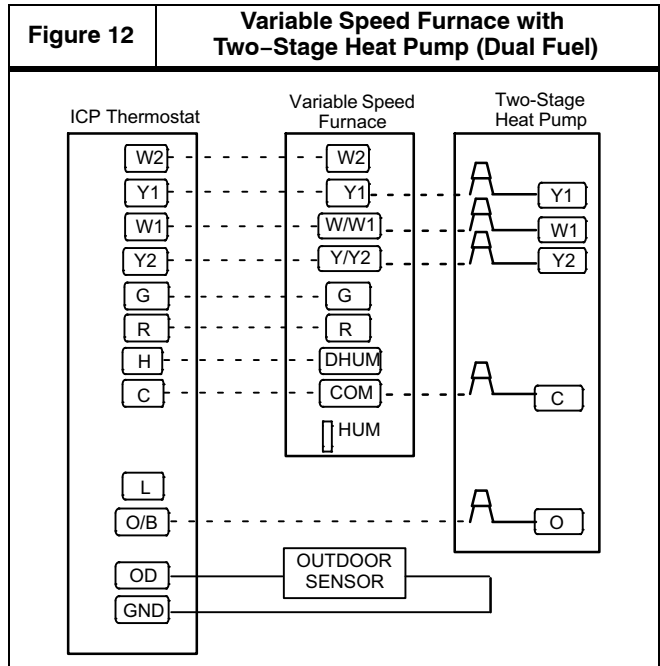 Figure 12
Variable Speed Furnace with
Two−Stage Heat Pump (Dual Fuel)
ICP Thermostat
Variable Speed
Furnace
Two-Stage
Heat Pump
W2
W2
Y1
Y1
Y1
W1
W/W1
W1
Y2
Y/Y2
Y2
G
G
R
R
H
DHUM
C
COM
C
HUM
L
O/B
O
OD
OUTDOOR
SENSOR
GND